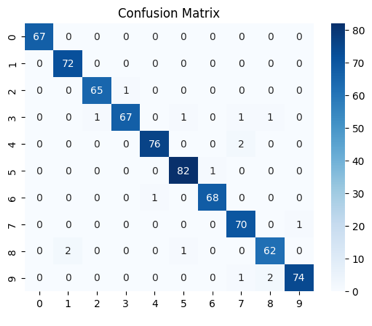 Confusion Matrix
0 67 0 0 0 0 0 0 0 0 0
1 0 72 0 0 0 0 0 0 0 0
2 0 0 65 1 0 0 0 0 0 0
3 0 0 1 67 0 1 0 1 1 0
4 0 0 0 0 76 0 0 2 0 0
5 0 0 0 0 0 82 1 0 0 0
6 0 0 0 0 1 0 68 0 0 0
7 0 0 0 0 0 0 0 70 0 1
8 0 2 0 0 0 1 0 0 62 0
9 0 0 0 0 0 0 0 1 2 74
0 1 2 3 4 5 6 7 8 9
80
70
60
50
40
30
20
10
0